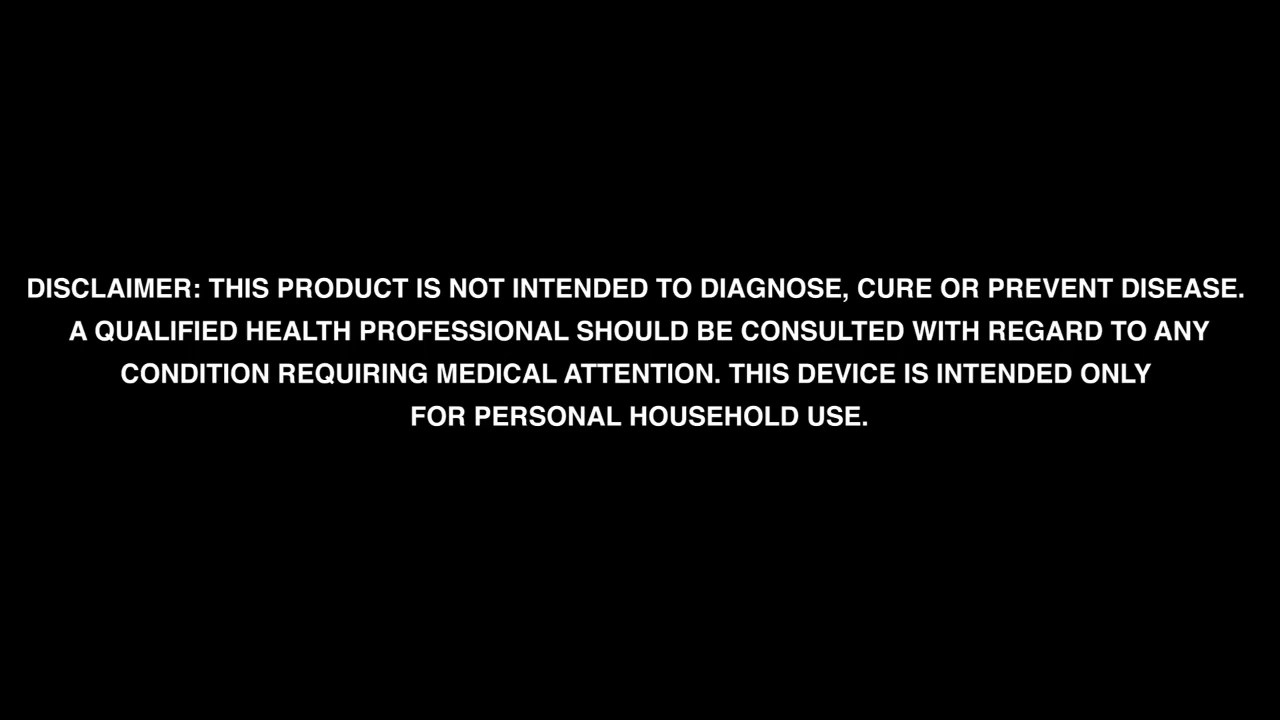 DISCLAIMER: THIS PRODUCT IS NOT INTENDED TO DIAGNOSE, CURE OR PREVENT DISEASE.
A QUALIFIED HEALTH PROFESSIONAL SHOULD BE CONSULTED WITH REGARD TO ANY
CONDITION REQUIRING MEDICAL ATTENTION. THIS DEVICE IS INTENDED ONLY
FOR PERSONAL HOUSEHOLD USE.